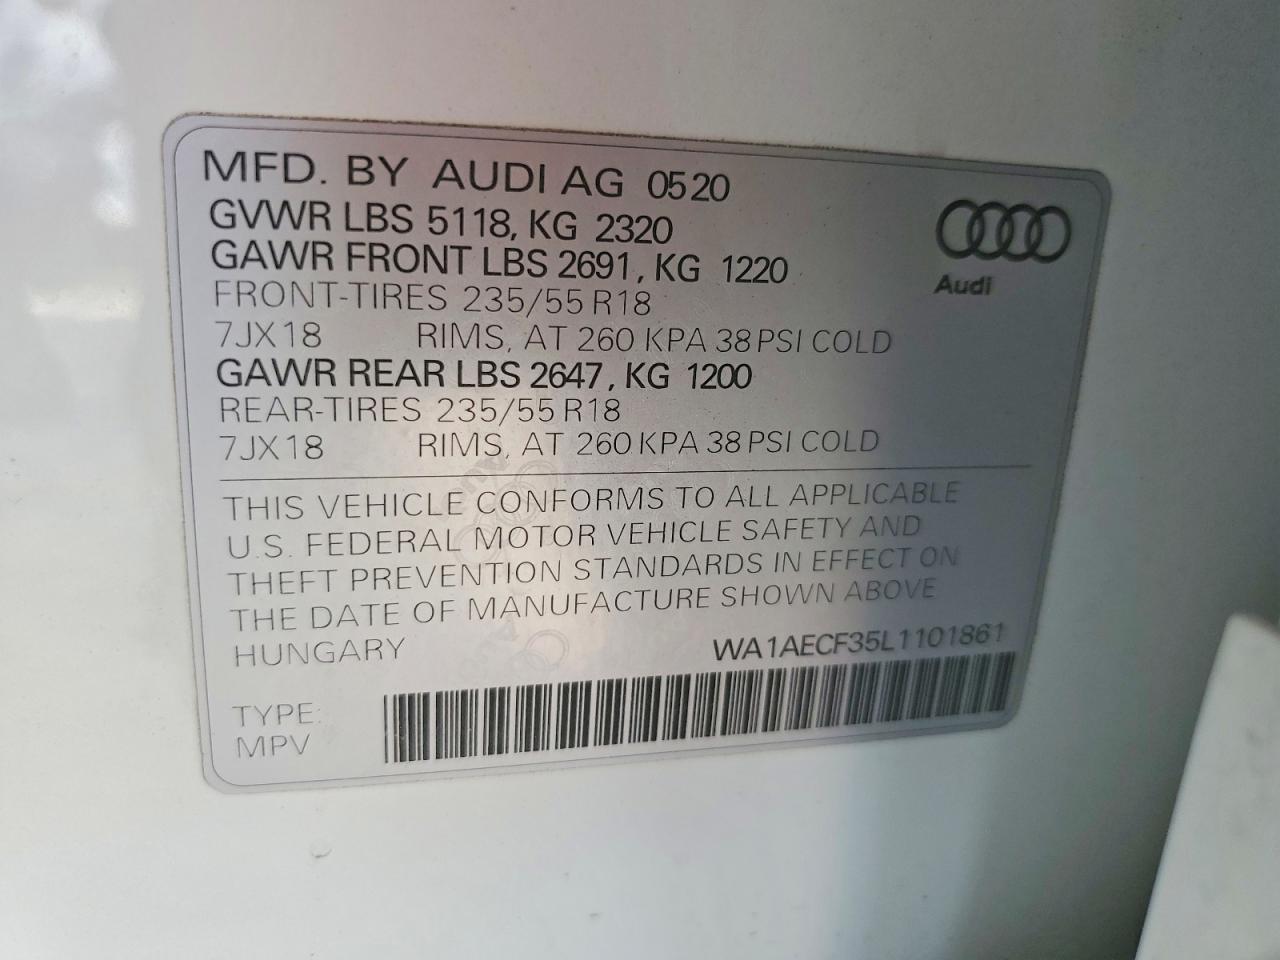 MFD. BY AUDI AG 0520
GVWR LBS 5118, KG 2320
GAWR FRONT LBS 2691, KG 1220
FRONT-TIRES 235/55 R18
7JX18 RIMS, AT 260 KPA 38 PSI COLD
GAWR REAR LBS 2647, KG 1200
REAR-TIRES 235/55 R18
7JX18 RIMS, AT 260 KPA 38 PSI COLD
Audi
THIS VEHICLE CONFORMS TO ALL APPLICABLE
U.S. FEDERAL MOTOR VEHICLE SAFETY AND
THEFT PREVENTION STANDARDS IN EFFECT ON
THE DATE OF MANUFACTURE SHOWN ABOVE
HUNGARY WA1AECF35L1101861
TYPE:
MPV